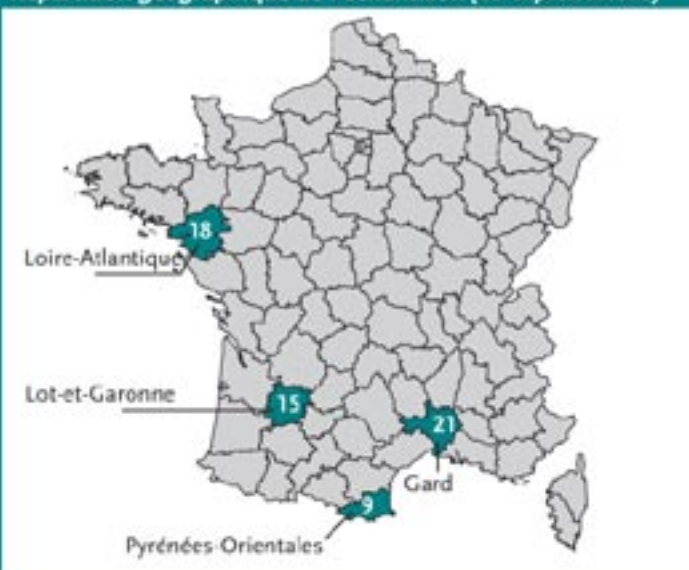 18
Loire-Atlantique
Lot-et-Garonne
15
21
Gard
9
Pyrénées-Orientales